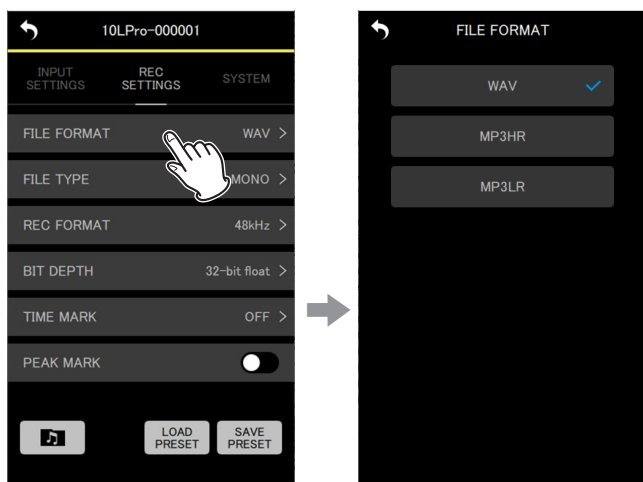 10LPro-000001
INPUT SETTINGS REC SETTINGS SYSTEM
FILE FORMAT WAV >
FILE TYPE MONO >
REC FORMAT 48kHz >
BIT DEPTH 32-bit float >
TIME MARK OFF >
PEAK MARK
LOAD PRESET SAVE PRESET
FILE FORMAT
WAV
MP3HR
MP3LR